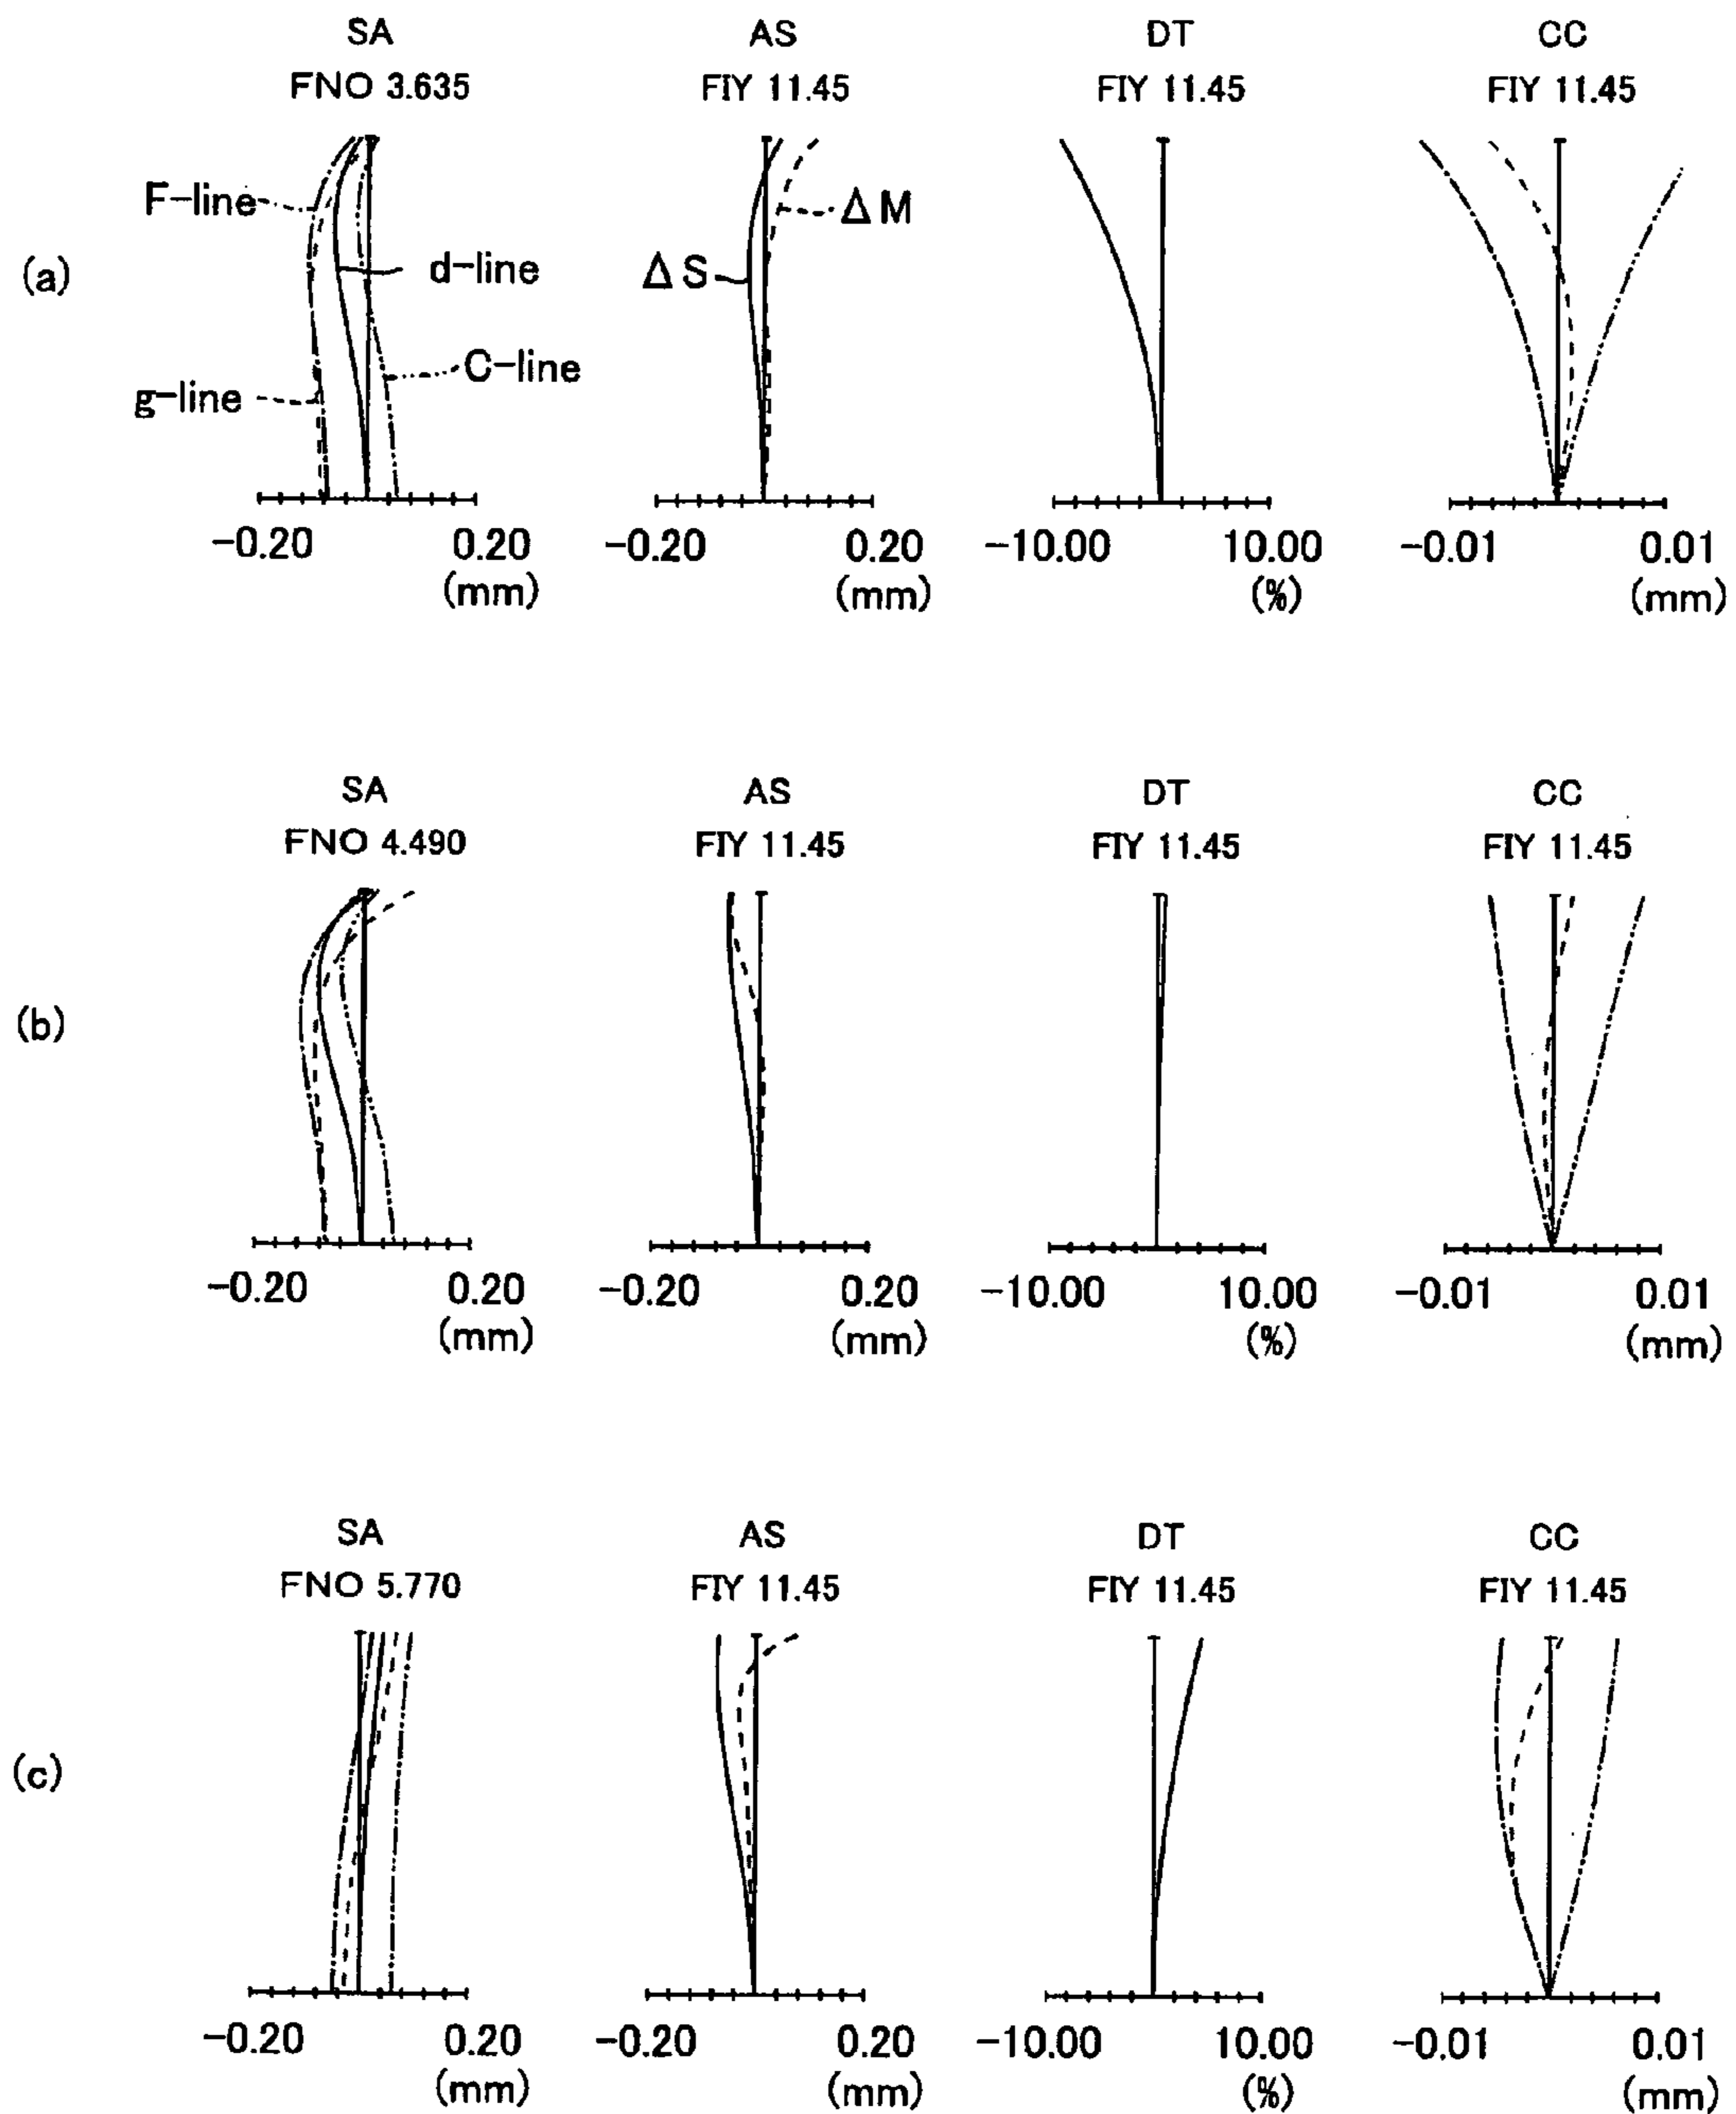 SA AS DT CC
FNO 3.635 FIY 11.45 FIY 11.45 FIY 11.45
F-line
ΔM
(a)
d-line
ΔS
C-line
g-line
-0.20 0.20 -0.20 0.20 -10.00 10.00 -0.01 0.01
(mm) (mm) (%) (mm)
SA AS DT CC
FNO 4.490 FIY 11.45 FIY 11.45 FIY 11.45
(b)
-0.20 0.20 -0.20 0.20 -10.00 10.00 -0.01 0.01
(mm) (mm) (%) (mm)
SA AS DT CC
FNO 5.770 FIY 11.45 FIY 11.45 FIY 11.45
(c)
-0.20 0.20 -0.20 0.20 -10.00 10.00 -0.01 0.01
(mm) (mm) (%) (mm)